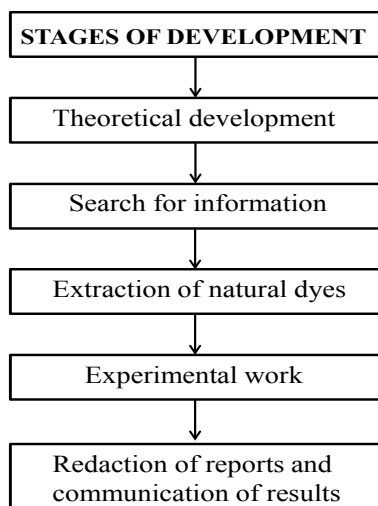 STAGES OF DEVELOPMENT
Theoretical development
Search for information
Extraction of natural dyes
Experimental work
Redaction of reports and
communication of results